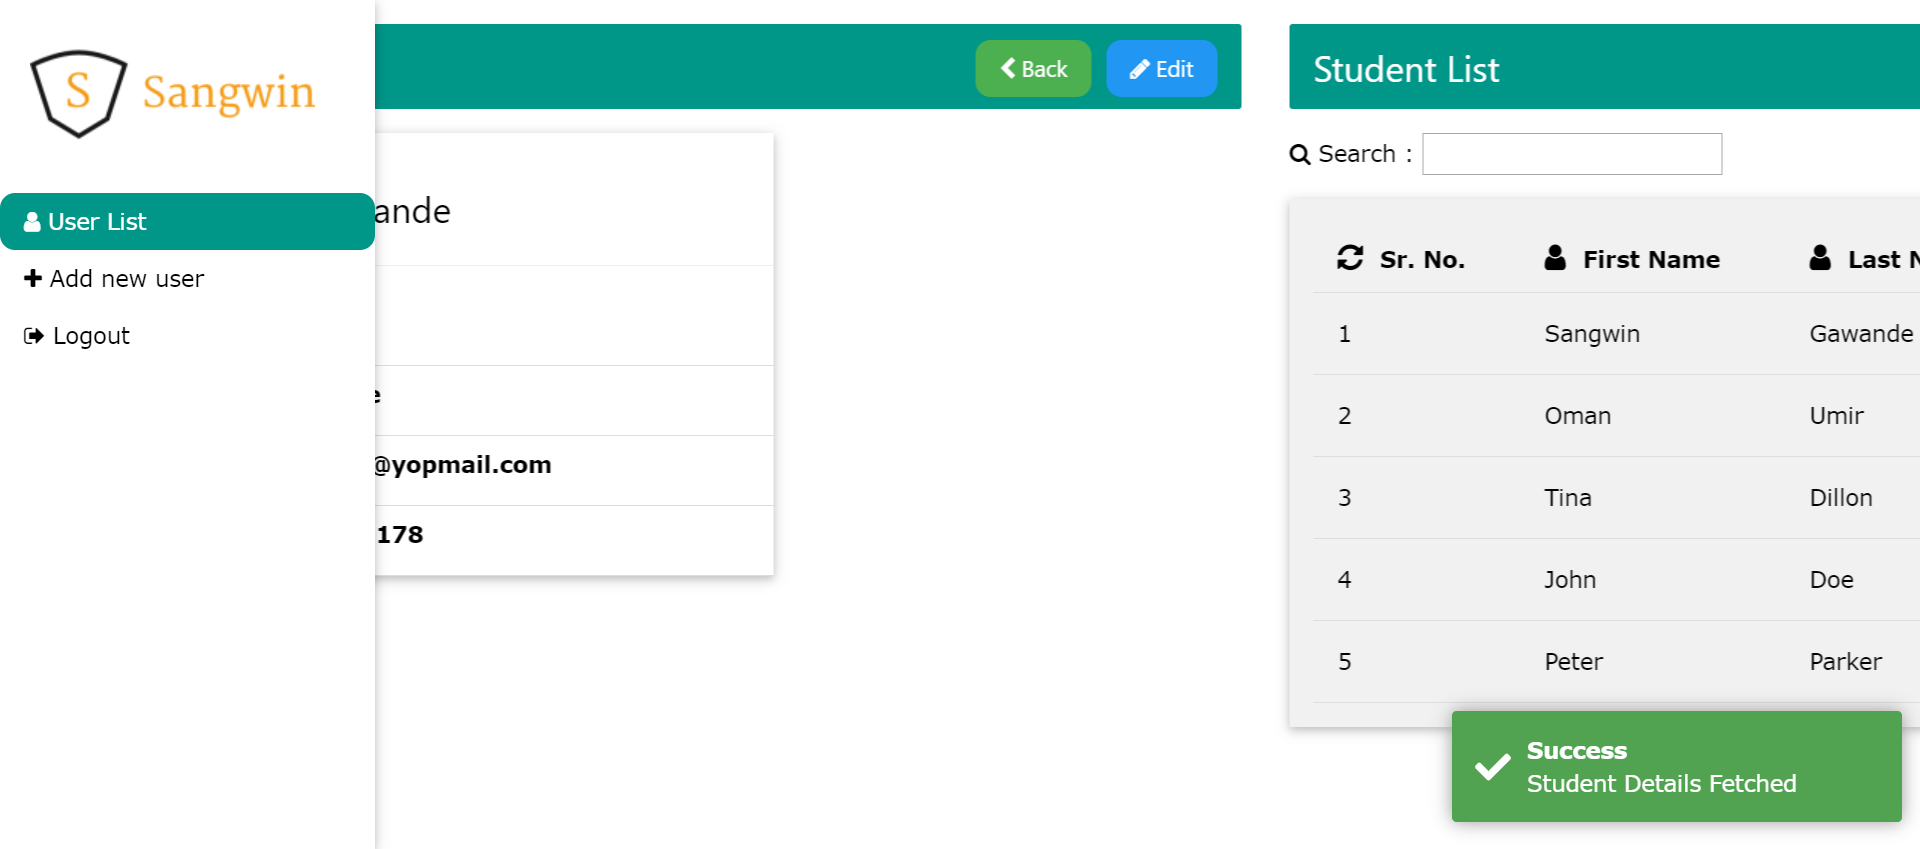 S Sangwin
User List
Add new user
Logout
Back
Edit
ande
e
@yopmail.com
178
Student List
Search :
Sr. No. First Name Last N
1 Sangwin Gawande
2 Oman Umir
3 Tina Dillon
4 John Doe
5 Peter Parker
Success
Student Details Fetched